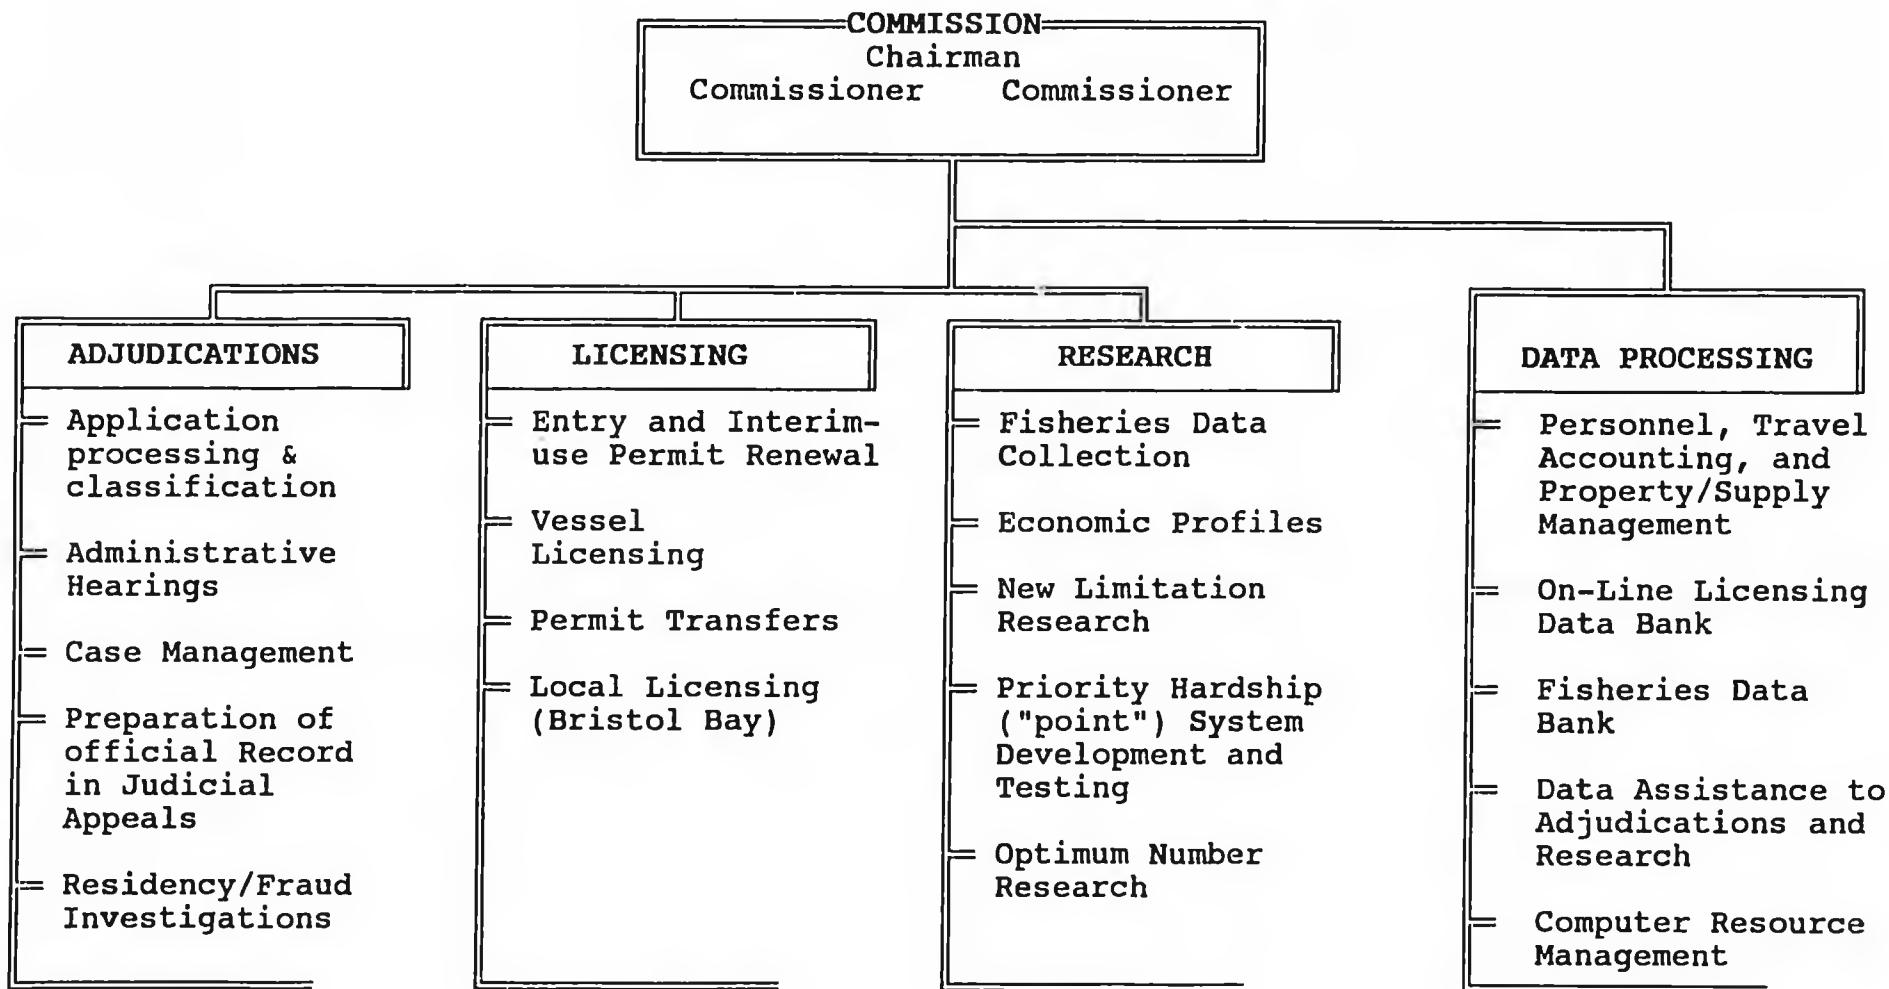 COMMISSION
Chairman
Commissioner Commissioner
ADJUDICATIONS
Application
processing &
classification
Administrative
Hearings
Case Management
Preparation of
official Record
in Judicial
Appeals
Residency/Fraud
Investigations
LICENSING
Entry and Interim-
use Permit Renewal
Vessel
Licensing
Permit Transfers
Local Licensing
(Bristol Bay)
RESEARCH
Fisheries Data
Collection
Economic Profiles
New Limitation
Research
Priority Hardship
("point") System
Development and
Testing
Optimum Number
Research
DATA PROCESSING
Personnel, Travel
Accounting, and
Property/Supply
Management
On-Line Licensing
Data Bank
Fisheries Data
Bank
Data Assistance to
Adjudications and
Research
Computer Resource
Management